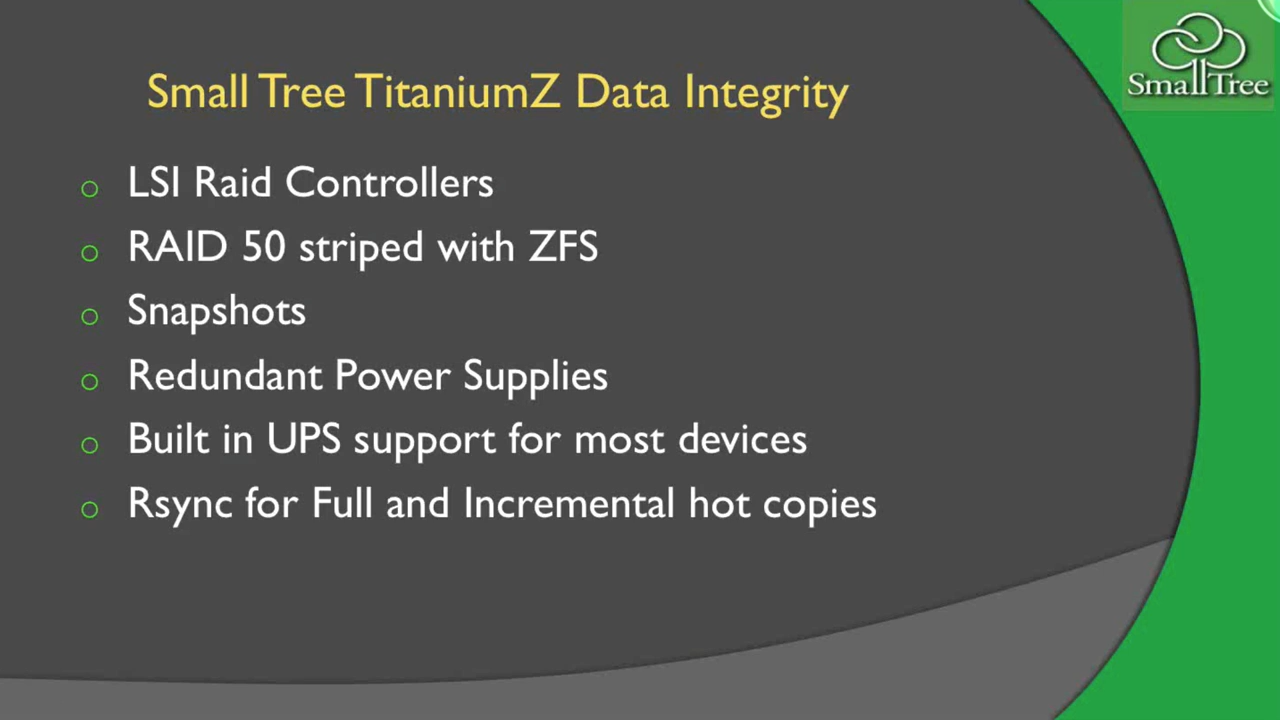 Small Tree TitaniumZ Data Integrity
SmallTree
LSI Raid Controllers
RAID 50 striped with ZFS
Snapshots
Redundant Power Supplies
Built in UPS support for most devices
Rsync for Full and Incremental hot copies